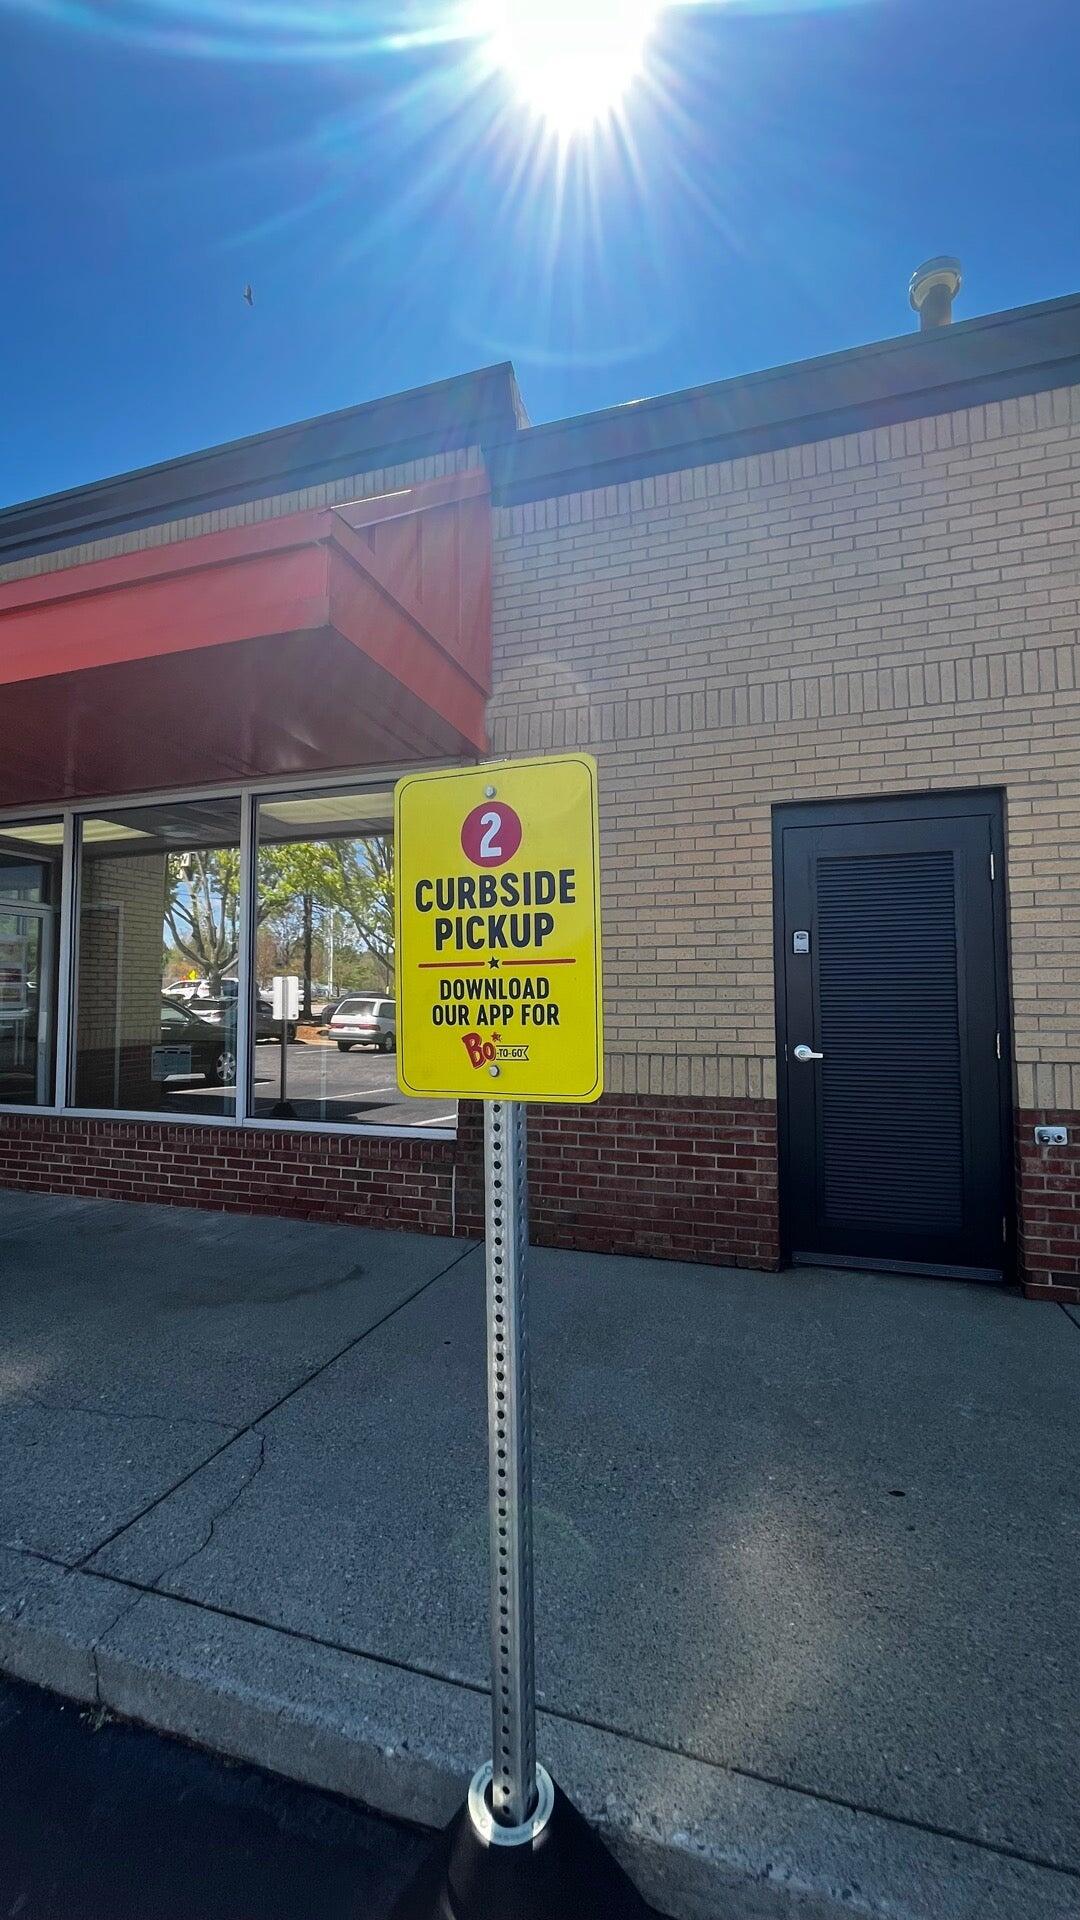 2
CURBSIDE
PICKUP
DOWNLOAD
OUR APP FOR
Bo-TO-GO